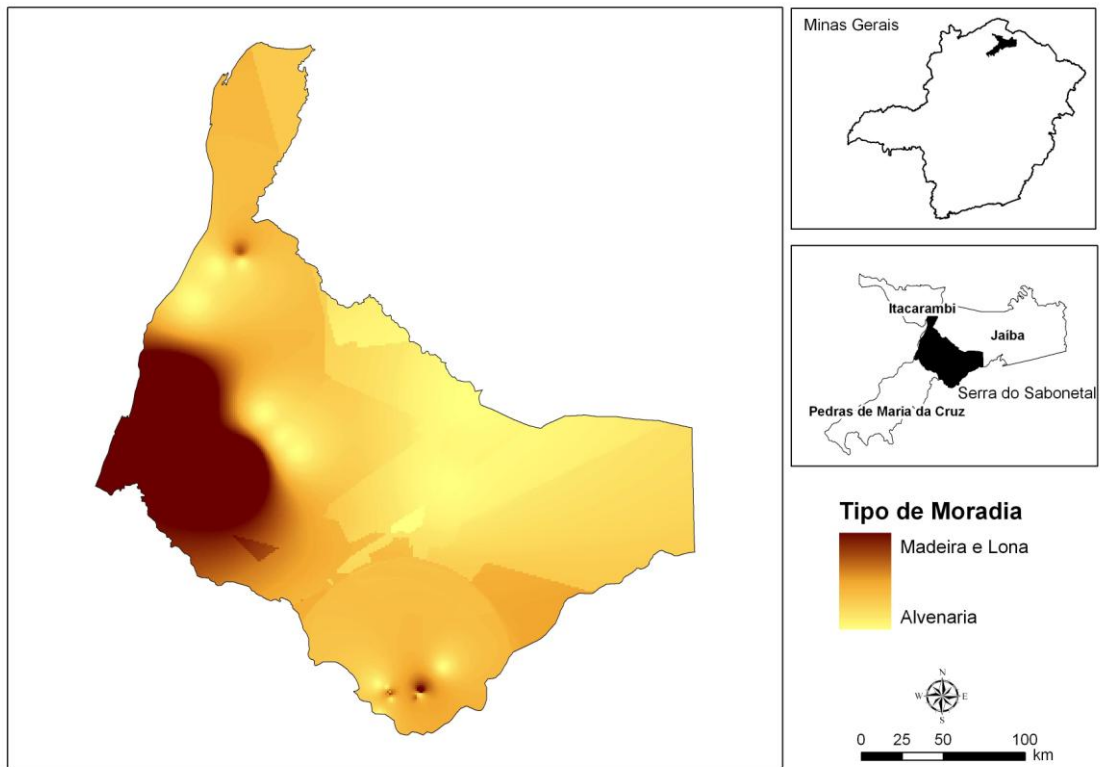 Minas Gerais
Itacarambi
Jaíba
Serra do Sabonetal
Pedras de Maria da Cruz
Tipo de Moradia
Madeira e Lona
Alvenaria
N
W E
S
0 25 50 100
km